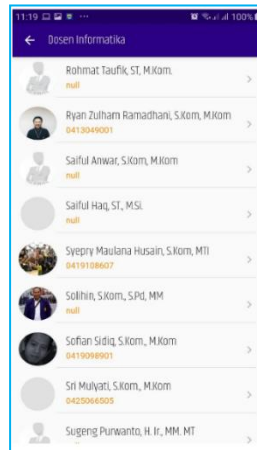 11:19
100%
Dosen Informatika
Rohmat Taufik, ST, M.Kom.
null
Ryan Zulham Ramadhani, S.Kom, M.Kom
0413049001
Saiful Anwar, S.Kom, M.Kom
null
Saiful Haq, ST., M.Si.
null
Syepry Maulana Husain, S.Kom, MTI
0419108607
Solihin, S.Kom., S.Pd, MM
null
Sofian Sidiq, S.Kom., M.Kom
0419098901
Sri Mulyati, S.Kom., M.Kom
0425066505
Sugeng Purwanto, H. Ir., MM. MT